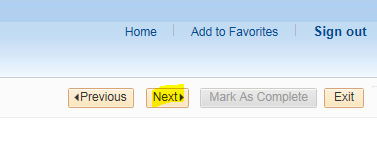 Home | Add to Favorites | Sign out
Previous Next Mark As Complete Exit